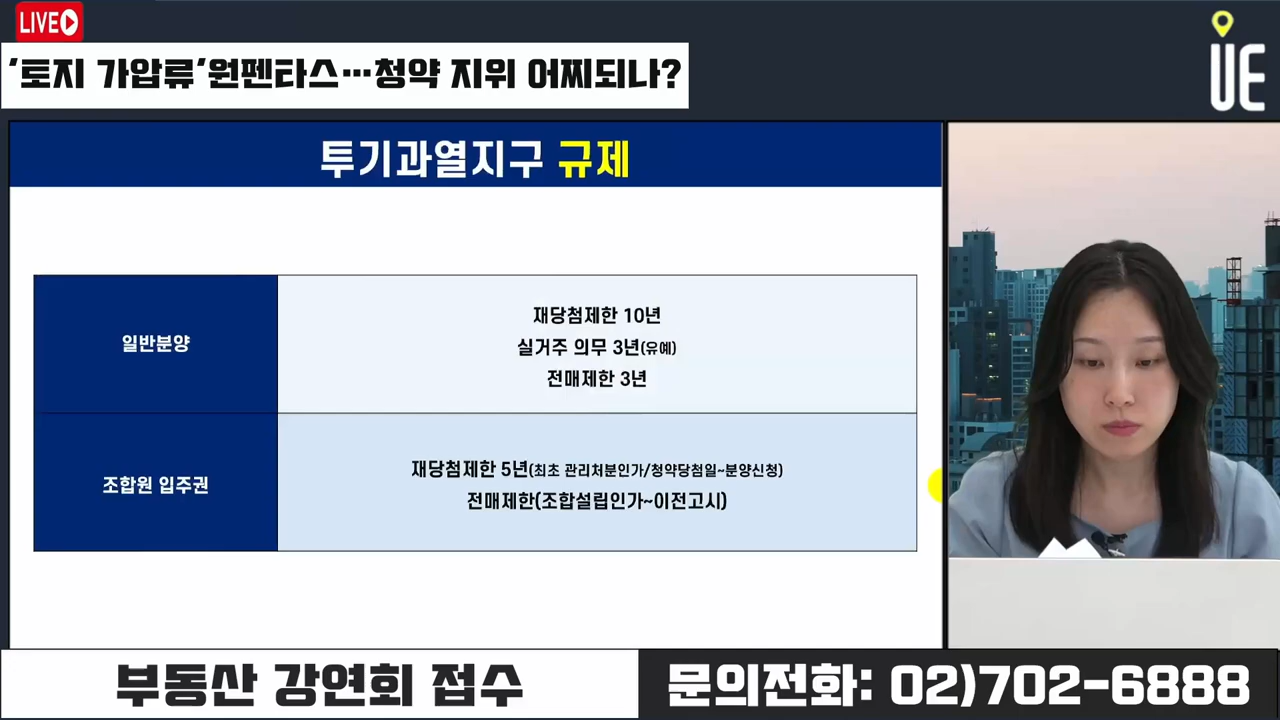 LIVE
UE
'토지 가압류'원펜타스…청약 지위 어찌되나?
투기과열지구 규제
일반분양
재당첨제한 10년
실거주 의무 3년(유예)
전매제한 3년
조합원 입주권
재당첨제한 5년(최초 관리처분인가/청약당첨일~분양신청)
전매제한(조합설립인가~이전고시)
부동산 강연회 접수
문의전화: 02)702-6888